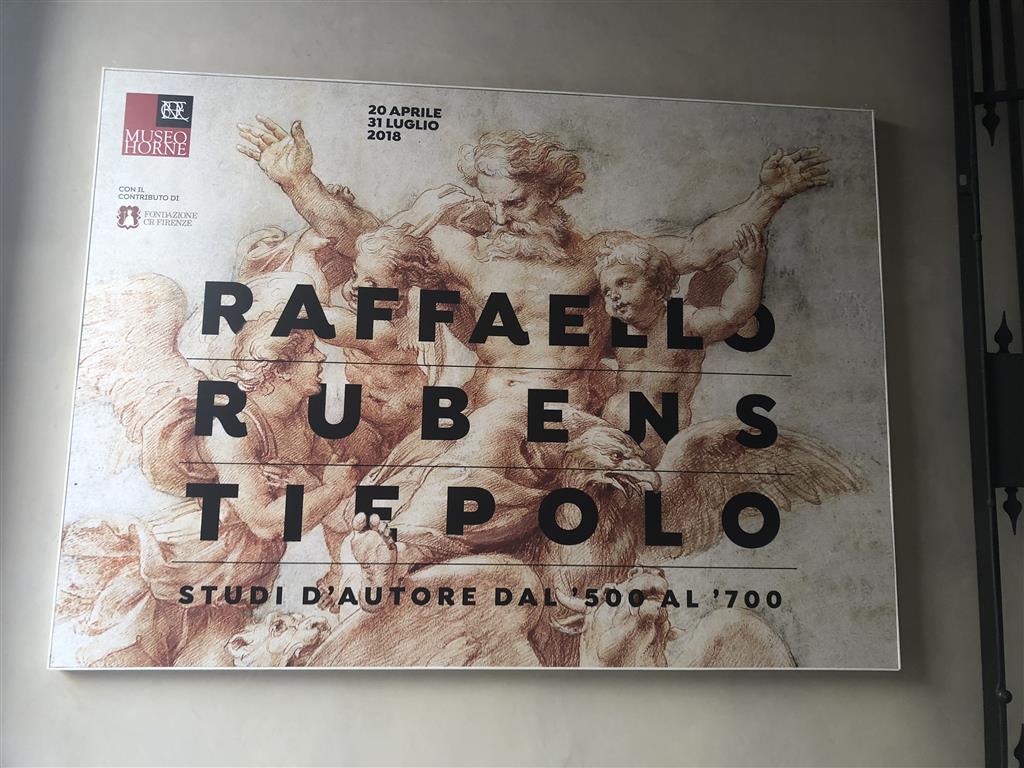 MUSEO
HORNE
20 APRILE
31 LUGLIO
2018
CON IL
CONTRIBUTO DI
FONDAZIONE
CR FIRENZE
RAFFAELLO
RUBENS
TIEPOLO
STUDI D'AUTORE DAL '500 AL '700